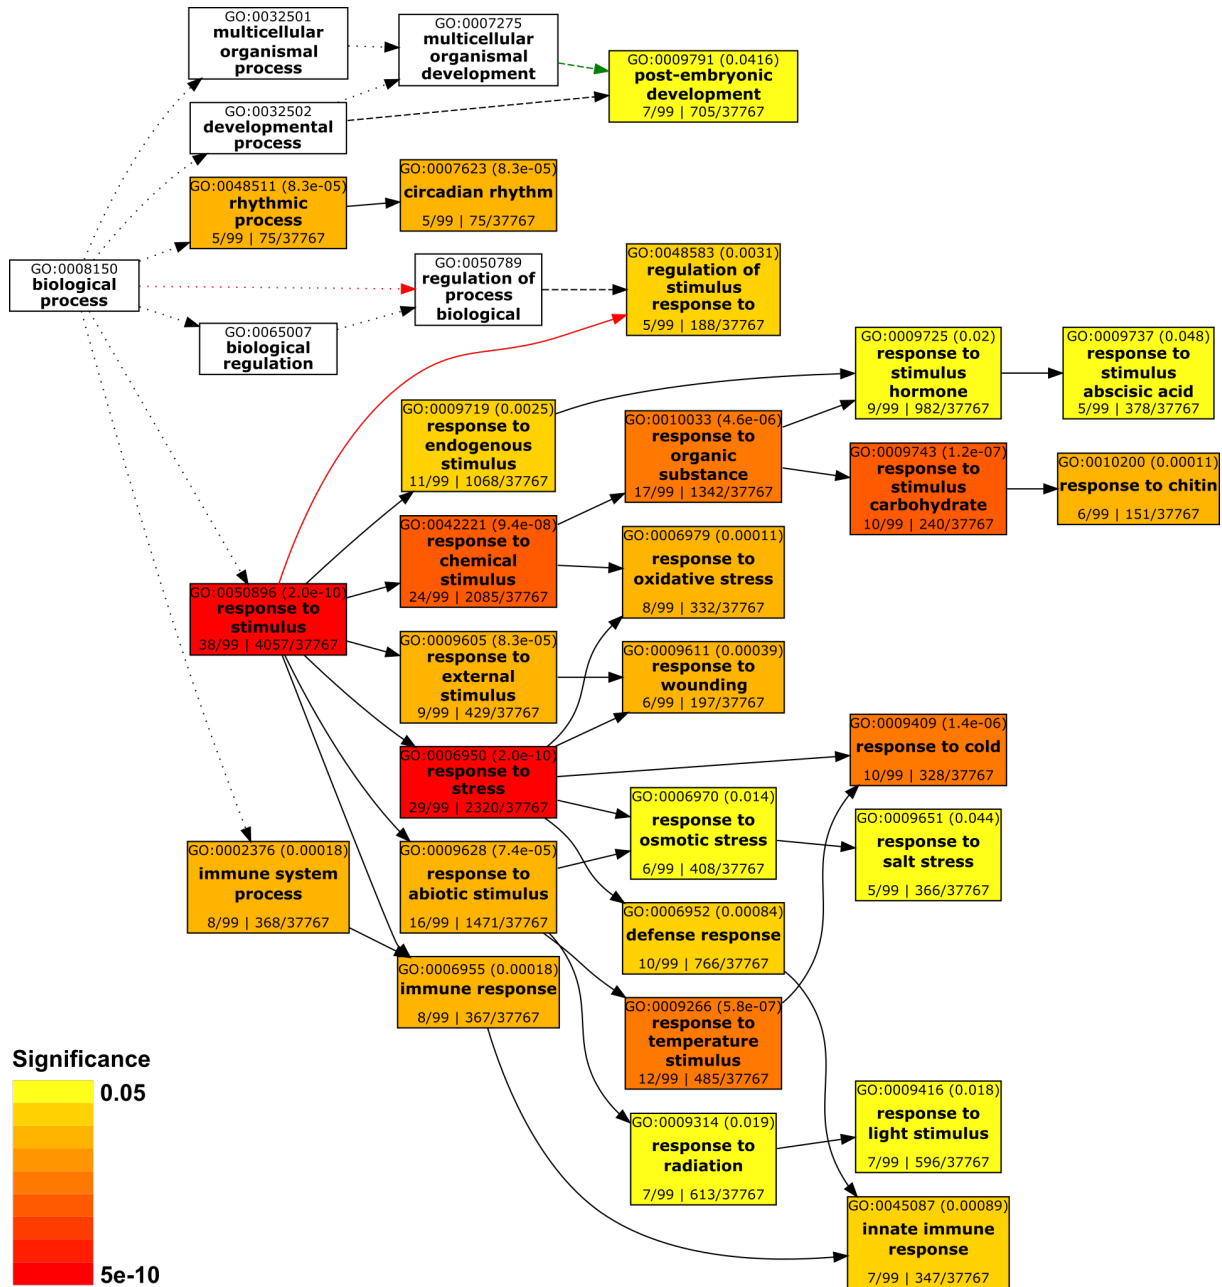 GO:0032501
multicellular
organismal
process
GO:0007275
multicellular
organismal
development
GO:0009791 (0.0416)
post-embryonic
development
7/99 | 705/37767
GO:0032502
developmental
process
GO:0048511 (8.3e-05)
rhythmic
process
5/99 | 75/37767
GO:0007623 (8.3e-05)
circadian rhythm
5/99 | 75/37767
GO:0008150
biological
process
GO:0050789
regulation of
process
biological
GO:0048583 (0.0031)
regulation of
stimulus
response to
5/99 | 188/37767
GO:0065007
biological
regulation
GO:0009725 (0.02)
response to
stimulus
hormone
9/99 | 982/37767
GO:0009737 (0.048)
response to
stimulus
abscisic acid
5/99 | 378/37767
GO:0009719 (0.0025)
response to
endogenous
stimulus
11/99 | 1068/37767
GO:0010033 (4.6e-06)
response to
organic
substance
17/99 | 1342/37767
GO:0009743 (1.2e-07)
response to
stimulus
carbohydrate
10/99 | 240/37767
GO:0010200 (0.00011)
response to chitin
6/99 | 151/37767
GO:0042221 (9.4e-08)
response to
chemical
stimulus
24/99 | 2085/37767
GO:0006979 (0.00011)
response to
oxidative stress
8/99 | 332/37767
GO:0050896 (2.0e-10)
response to
stimulus
38/99 | 4057/37767
GO:0009605 (8.3e-05)
response to
external
stimulus
9/99 | 429/37767
GO:0009611 (0.00039)
response to
wounding
6/99 | 197/37767
GO:0006950 (2.0e-10)
response to
stress
29/99 | 2320/37767
GO:0009409 (1.4e-06)
response to cold
10/99 | 328/37767
GO:0006970 (0.014)
response to
osmotic stress
6/99 | 408/37767
GO:0009651 (0.044)
response to
salt stress
5/99 | 366/37767
GO:0002376 (0.00018)
immune system
process
8/99 | 368/37767
GO:0009628 (7.4e-05)
response to
abiotic stimulus
16/99 | 1471/37767
GO:0006952 (0.00084)
defense response
10/99 | 766/37767
GO:0006955 (0.00018)
immune response
8/99 | 367/37767
GO:0009266 (5.8e-07)
response to
temperature
stimulus
12/99 | 485/37767
GO:0009314 (0.019)
response to
radiation
7/99 | 613/37767
GO:0009416 (0.018)
response to
light stimulus
7/99 | 596/37767
GO:0045087 (0.00089)
innate immune
response
7/99 | 347/37767
Significance
0.05
5e-10